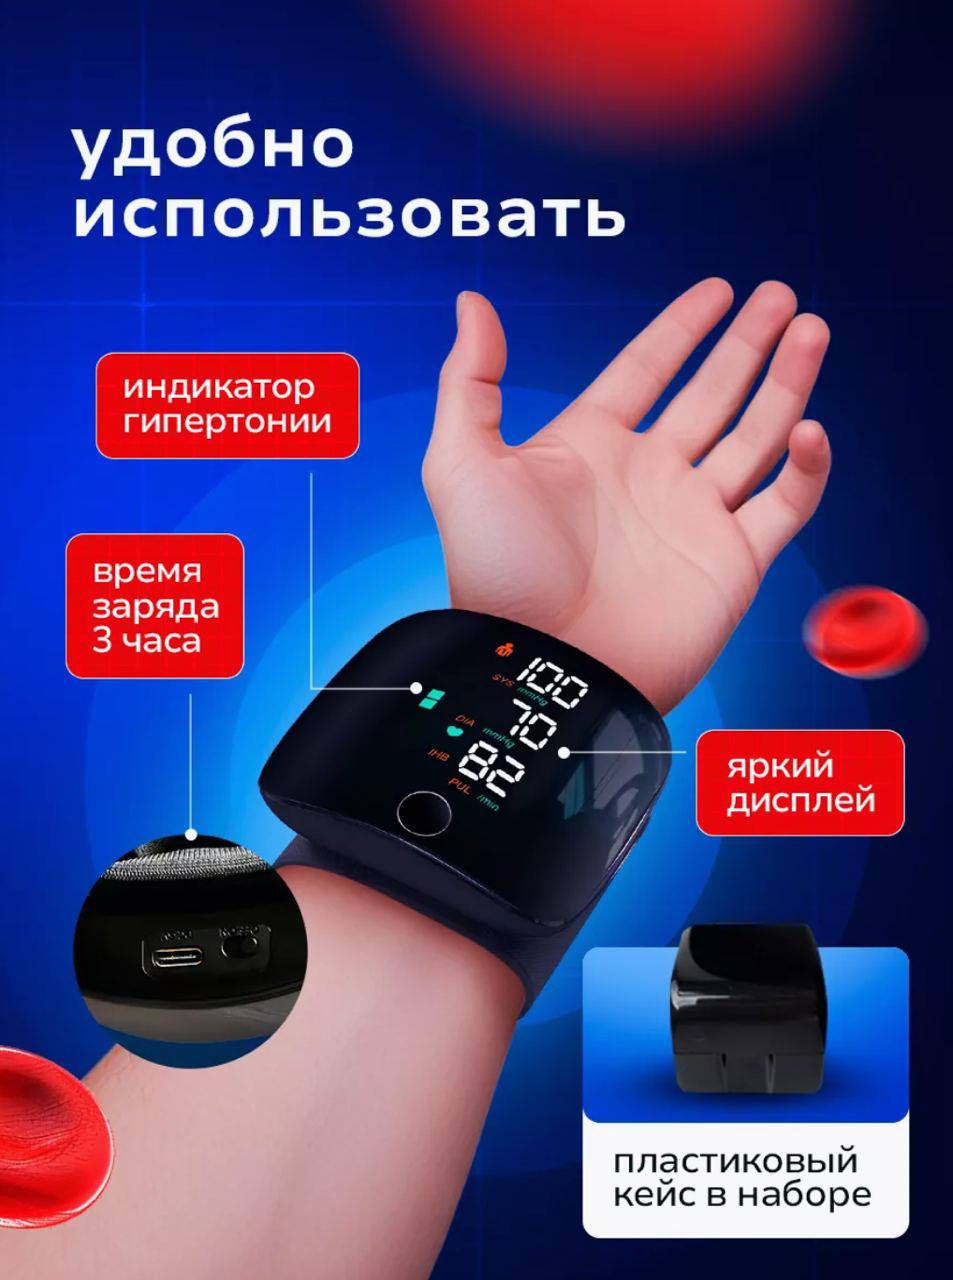 удобно
использовать
индикатор
гипертонии
время
заряда
3 часа
100
SYS mmHg
70
DIA mmHg
82
IHB
PUL /min
яркий
дисплей
пластиковый
кейс в наборе